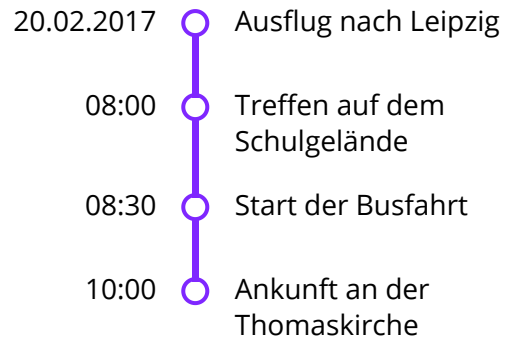 20.02.2017 Ausflug nach Leipzig
08:00 Treffen auf dem
Schulgelände
08:30 Start der Busfahrt
10:00 Ankunft an der
Thomaskirche